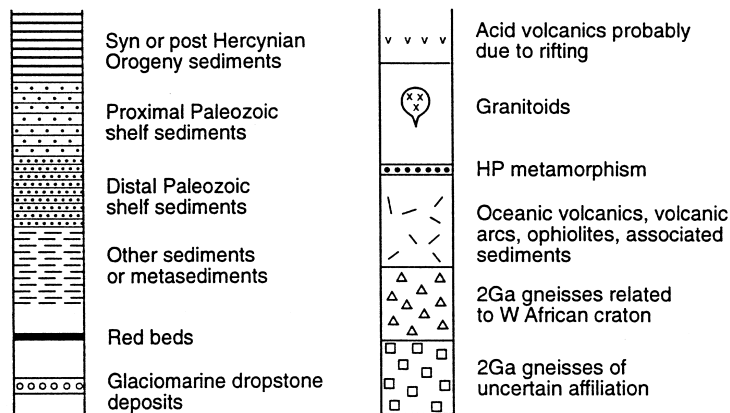 Syn or post Hercynian
Orogeny sediments
Proximal Paleozoic
shelf sediments
Distal Paleozoic
shelf sediments
Other sediments
or metasediments
Red beds
Glaciomarine dropstone
deposits
Acid volcanics probably
due to rifting
Granitoids
HP metamorphism
Oceanic volcanics, volcanic
arcs, ophiolites, associated
sediments
2Ga gneisses related
to W African craton
2Ga gneisses of
uncertain affiliation